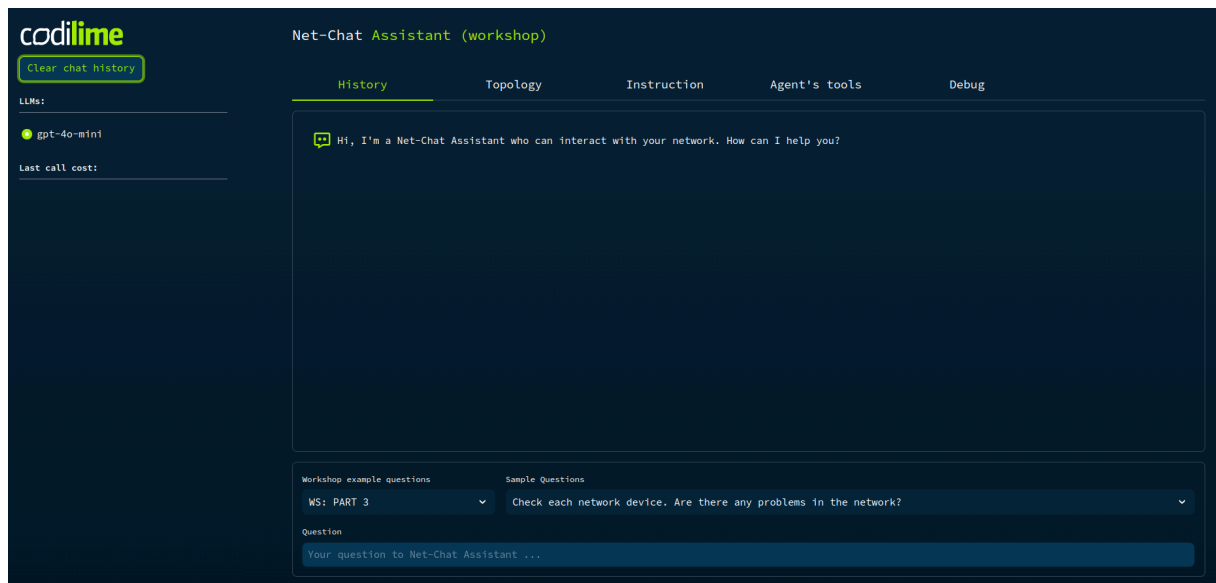 codilime
Net-Chat Assistant (workshop)
Clear chat history
History Topology Instruction Agent's tools Debug
LLMs:
gpt-4o-mini
Hi, I'm a Net-Chat Assistant who can interact with your network. How can I help you?
Last call cost:
Workshop example questions Sample Questions
WS: PART 3 Check each network device. Are there any problems in the network?
Question
Your question to Net-Chat Assistant ...